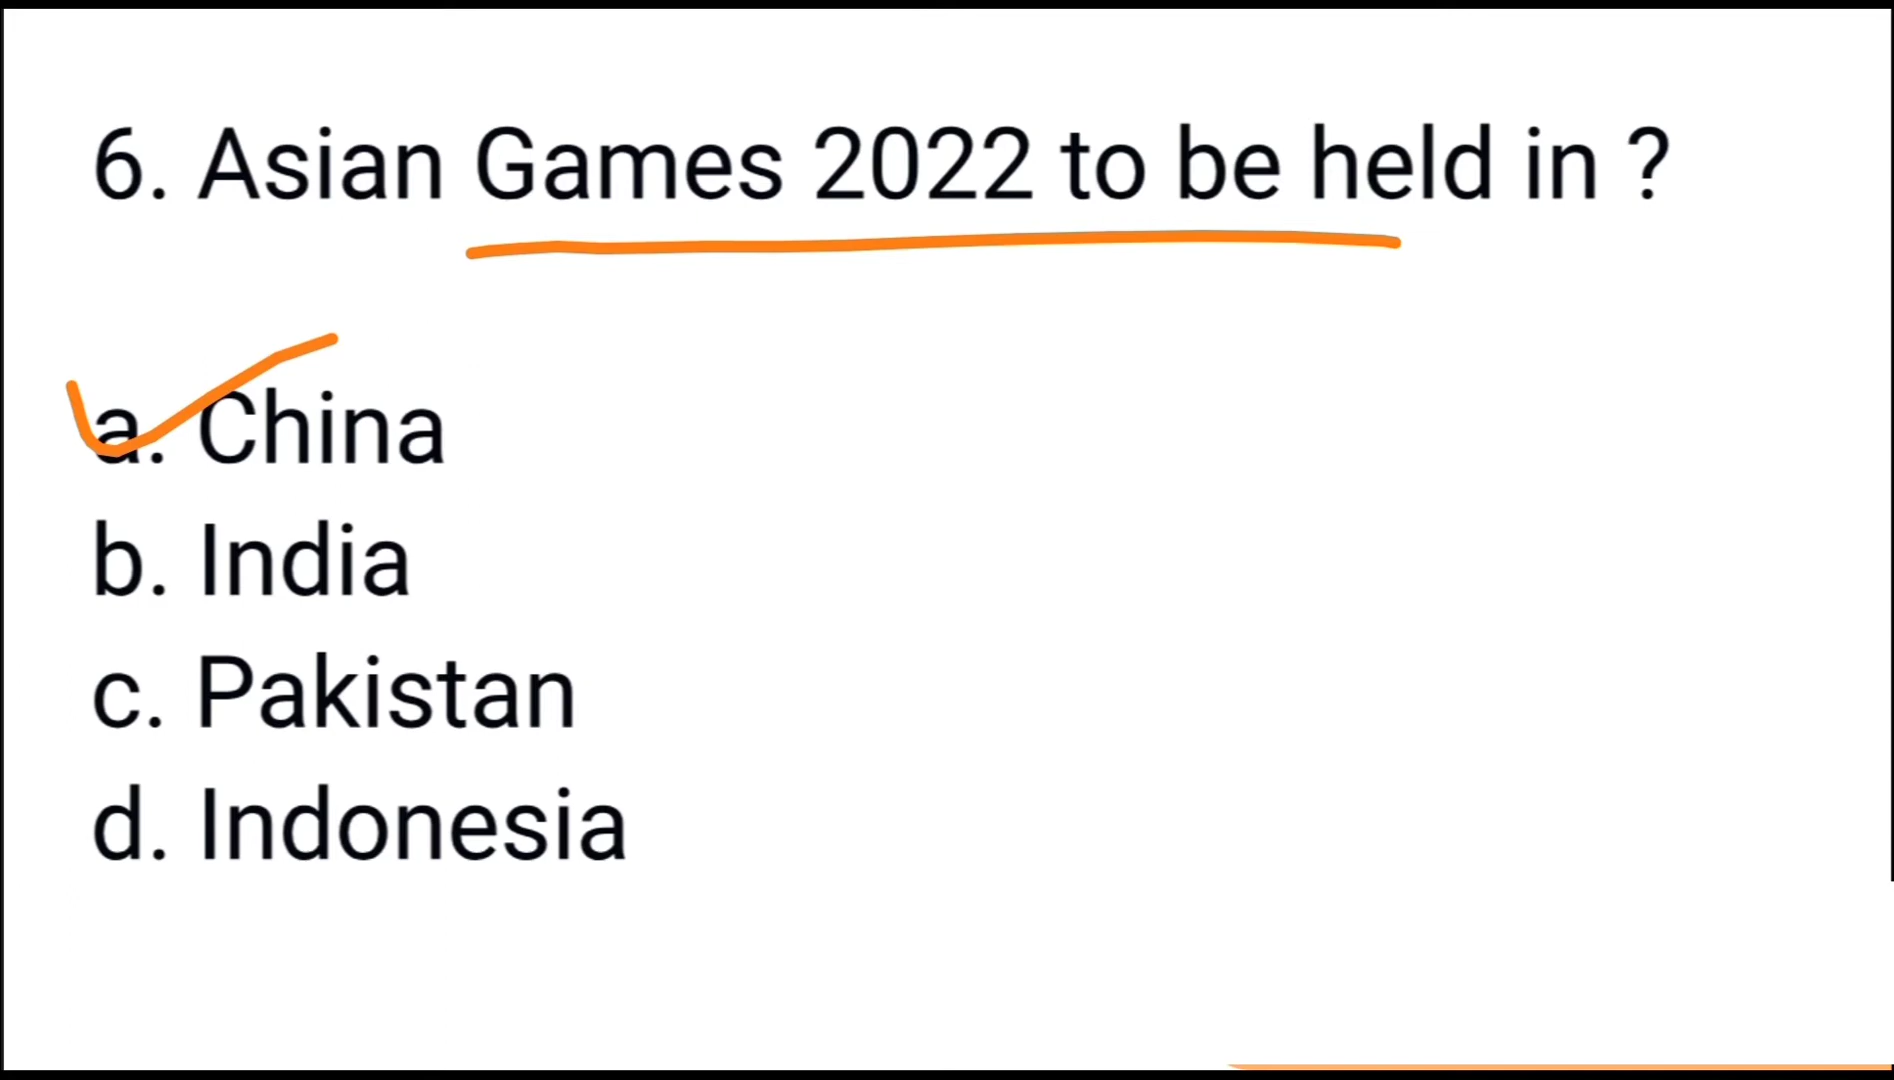 6. Asian Games 2022 to be held in ?
a. China
b. India
c. Pakistan
d. Indonesia